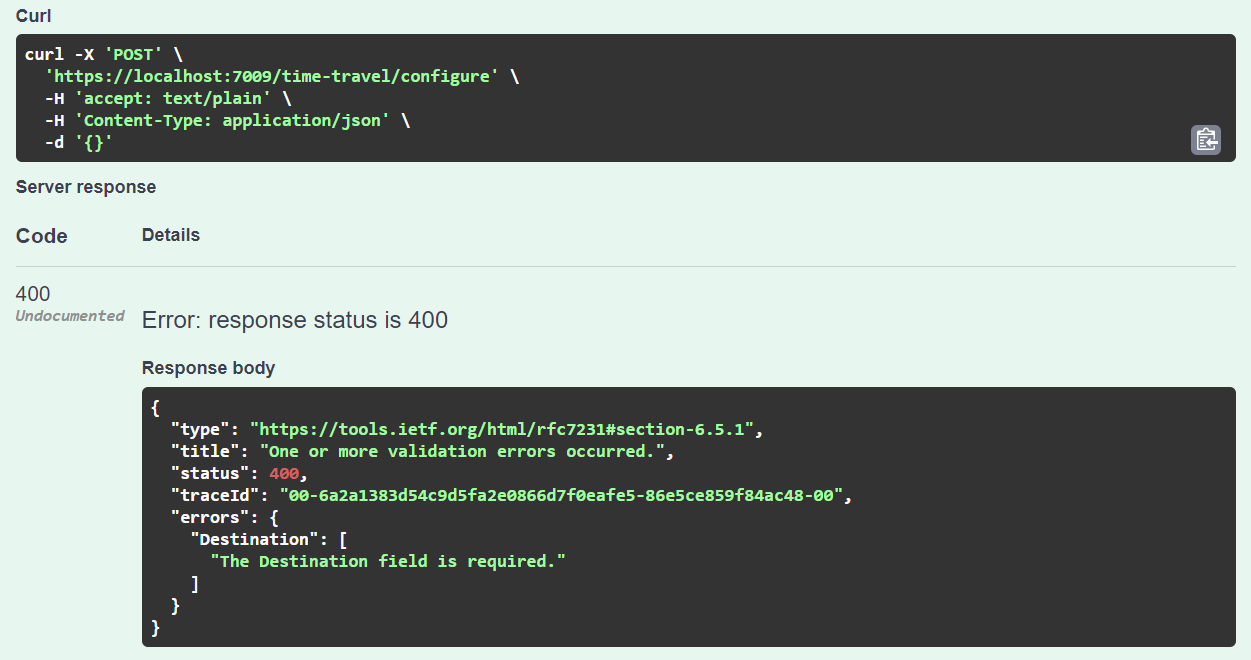 Curl
curl -X 'POST' \
  'https://localhost:7009/time-travel/configure' \
  -H 'accept: text/plain' \
  -H 'Content-Type: application/json' \
  -d '{}'
Server response
Code Details
400
Undocumented
Error: response status is 400
Response body
{
  "type": "https://tools.ietf.org/html/rfc7231#section-6.5.1",
  "title": "One or more validation errors occurred.",
  "status": 400,
  "traceId": "00-6a2a1383d54c9d5fa2e0866d7f0eafe5-86e5ce859f84ac48-00",
  "errors": {
    "Destination": [
      "The Destination field is required."
    ]
  }
}